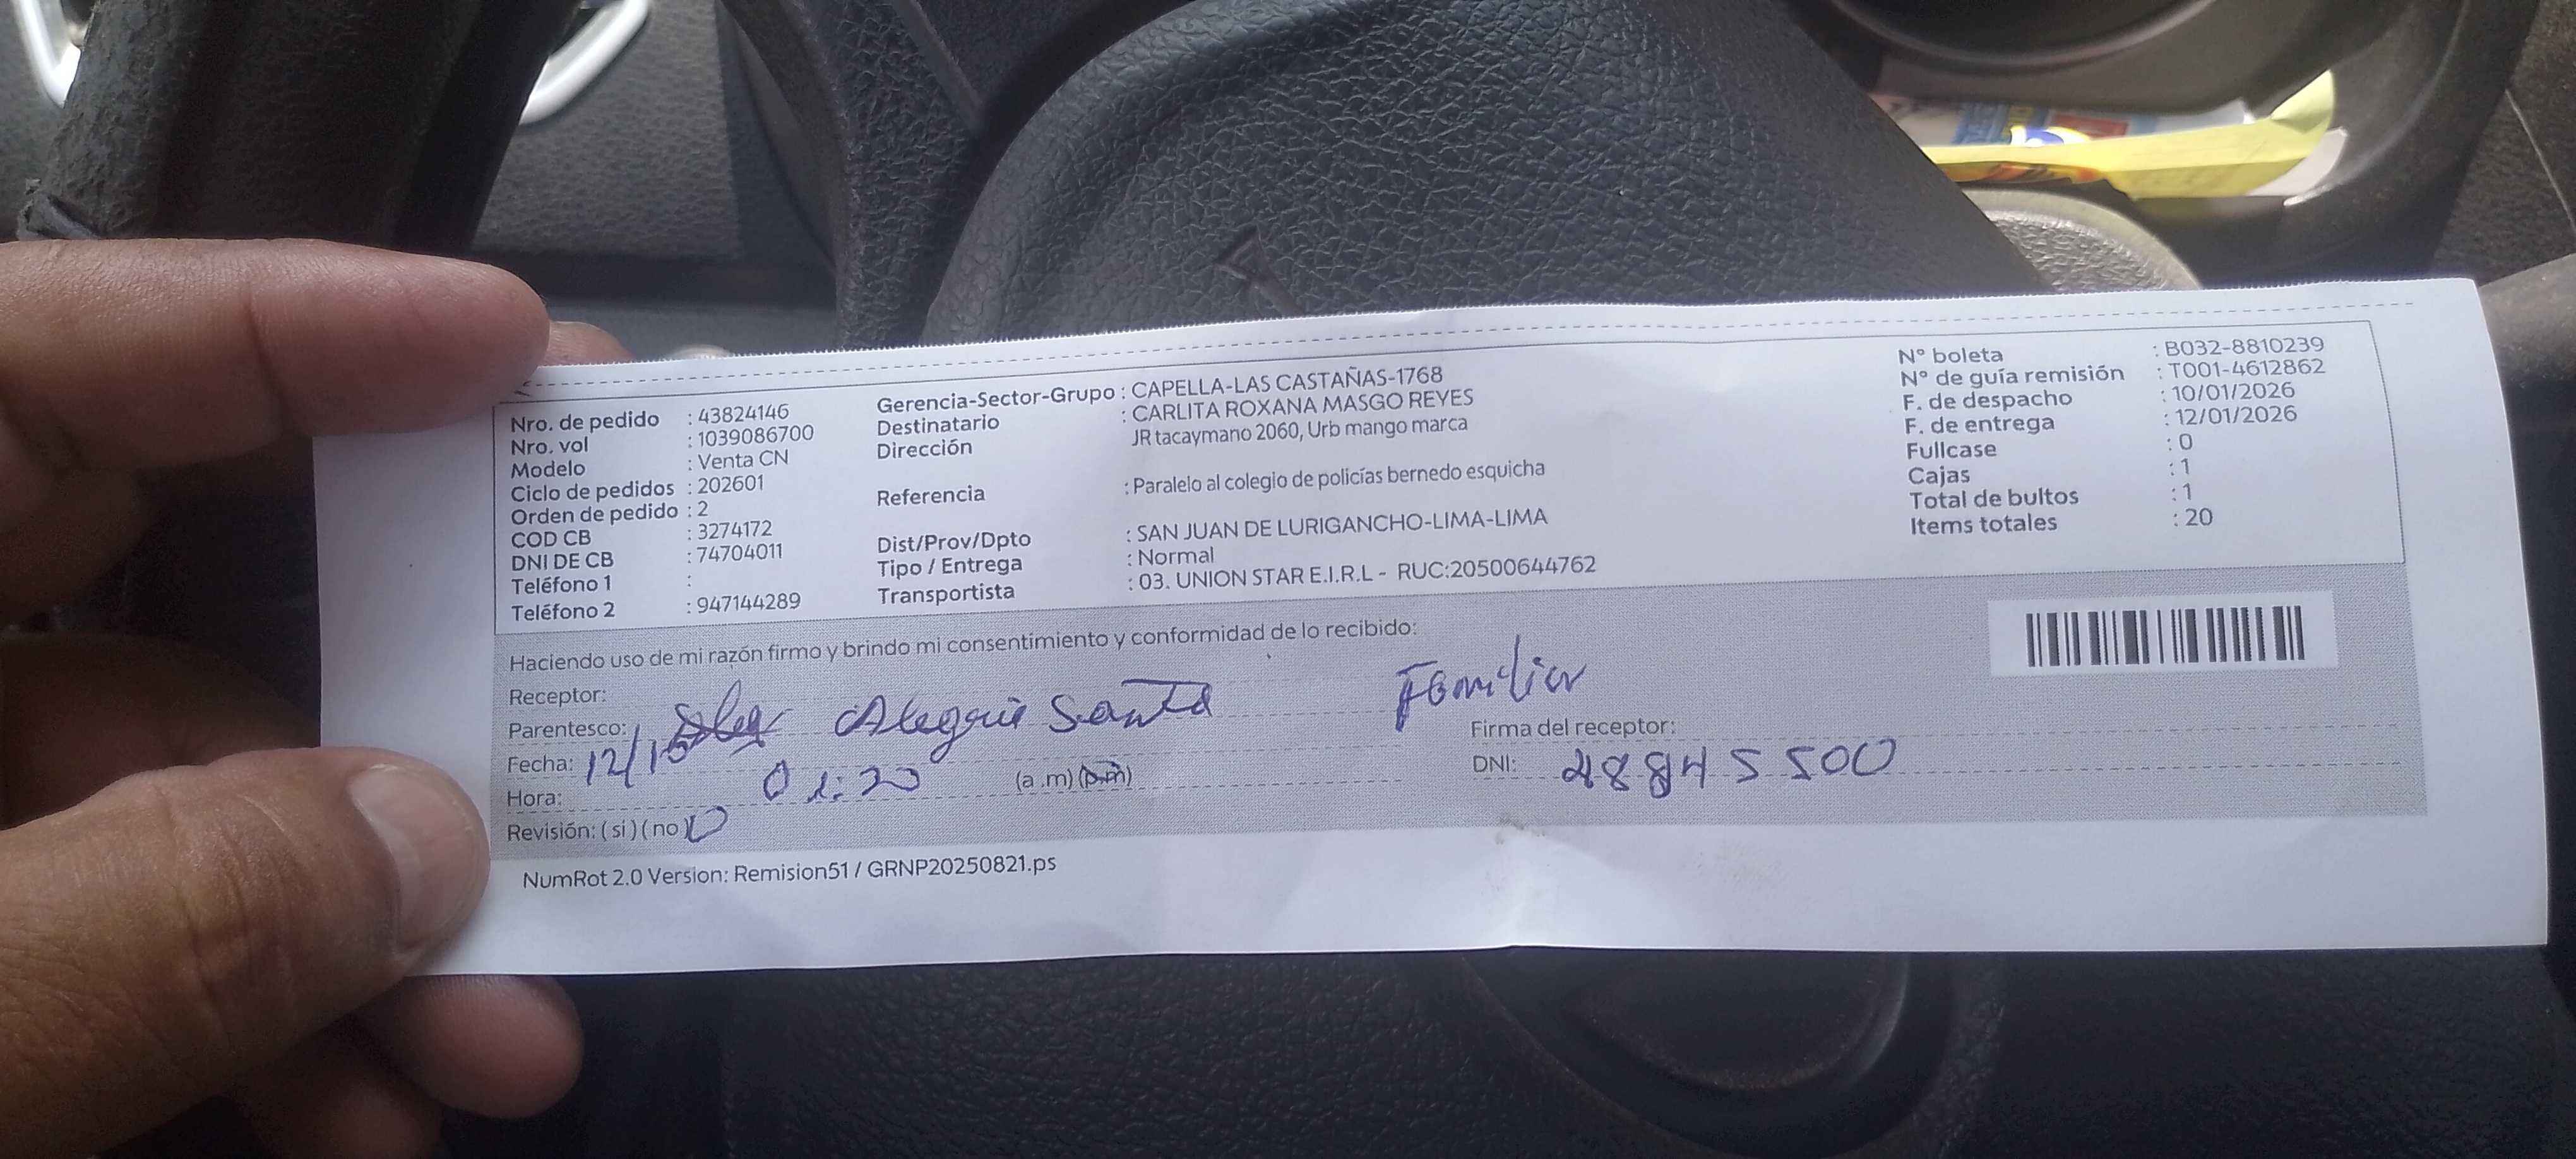 Nro. de pedido : 43824146
Nro. vol : 1039086700
Modelo : Venta CN
Ciclo de pedidos : 202601
Orden de pedido : 2
COD CB : 3274172
DNI DE CB : 74704011
Teléfono 1 :
Teléfono 2 : 947144289
Gerencia-Sector-Grupo : CAPELLA-LAS CASTAÑAS-1768
Destinatario : CARLITA ROXANA MASGO REYES
Dirección JR tacaymano 2060, Urb mango marca
Referencia : Paralelo al colegio de policías bernedo esquicha
Dist/Prov/Dpto : SAN JUAN DE LURIGANCHO-LIMA-LIMA
Tipo / Entrega : Normal
Transportista : 03. UNION STAR E.I.R.L - RUC:20500644762
N° boleta : B032-8810239
N° de guía remisión : T001-4612862
F. de despacho : 10/01/2026
F. de entrega : 12/01/2026
Fullcase : 0
Cajas : 1
Total de bultos : 1
Items totales : 20
Haciendo uso de mi razón firmo y brindo mi consentimiento y conformidad de lo recibido:
Receptor:
Parentesco: Alegria Santa Familiar
Firma del receptor:
Fecha: 12/
DNI: 48845500
Hora: 01:20 (a.m) (p.m)
Revisión: ( si ) ( no )
NumRot 2.0 Version: Remision51 / GRNP20250821.ps